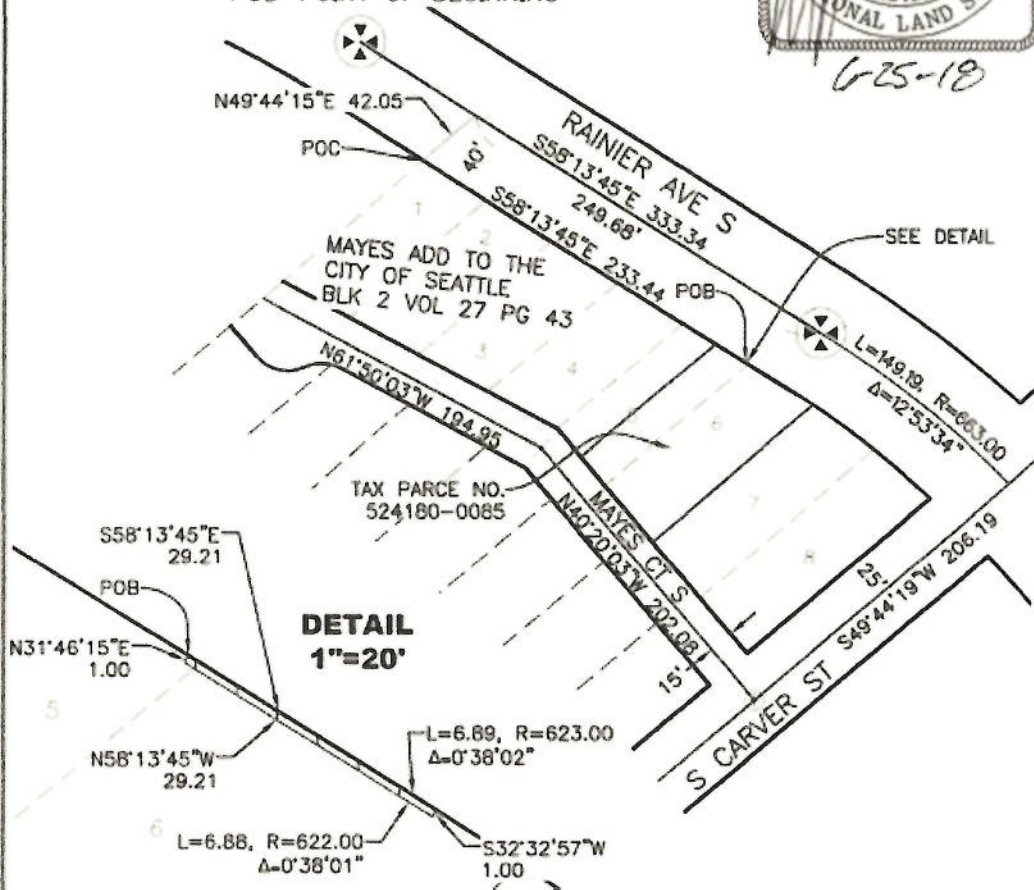 ONAL LAND S
6-25-18
N49°44'15"E 42.05
POC
40'
RAINIER AVE S
S58°13'45"E 333.34
249.68'
S58°13'45"E 233.44
POB
SEE DETAIL
1
2
MAYES ADD TO THE
CITY OF SEATTLE
BLK 2 VOL 27 PG 43
3
4
6
7
8
L=149.19, R=663.00
Δ=12°53'34"
N61°50'03"W 194.95
TAX PARCE NO.
524180-0085
MAYES CT S
N40°20'03"W 202.08
15'
25'
S49°44'19"W 206.19
S CARVER ST
S58°13'45"E
29.21
POB
N31°46'15"E
1.00
DETAIL
1"=20'
5
N58°13'45"W
29.21
6
L=6.89, R=623.00
Δ=0°38'02"
L=6.88, R=622.00
Δ=0°38'01"
S32°32'57"W
1.00